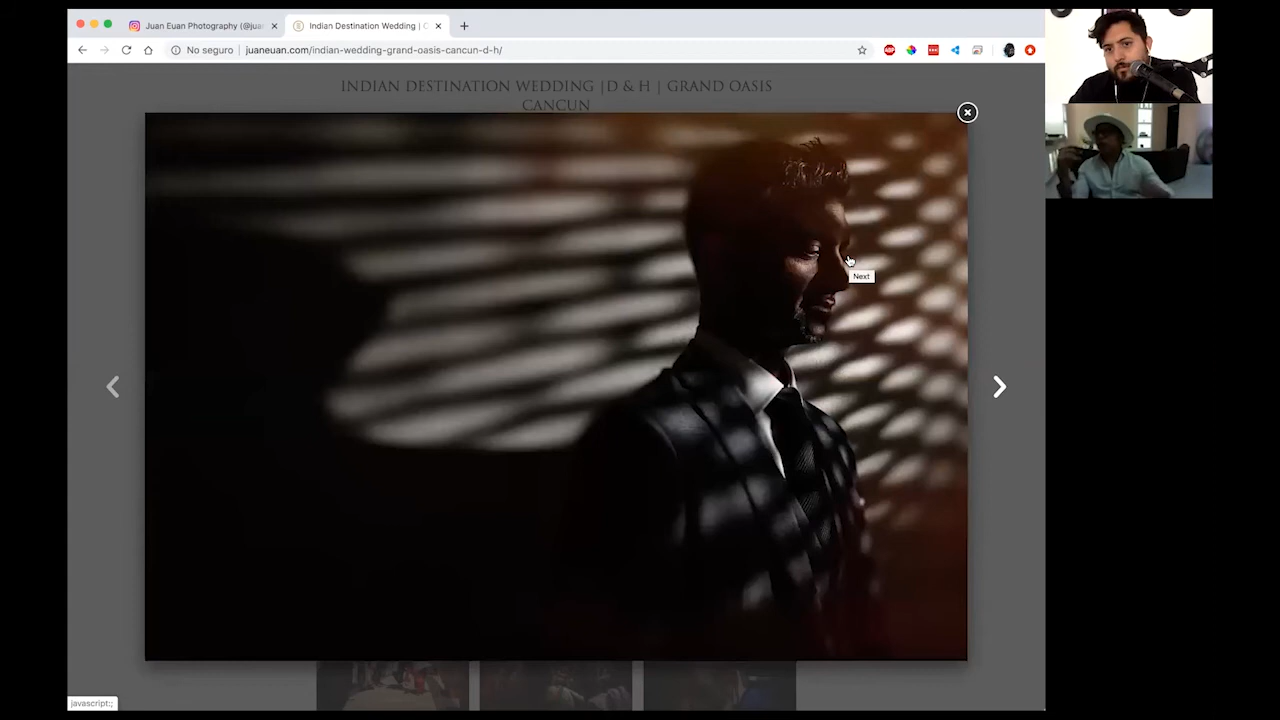 Juan Euan Photography (@jua
Indian Destination Wedding | G
No seguro
juaneuan.com/indian-wedding-grand-oasis-cancun-d-h/
ABP
INDIAN DESTINATION WEDDING |D & H | GRAND OASIS
CANCUN
Next
javascript:;